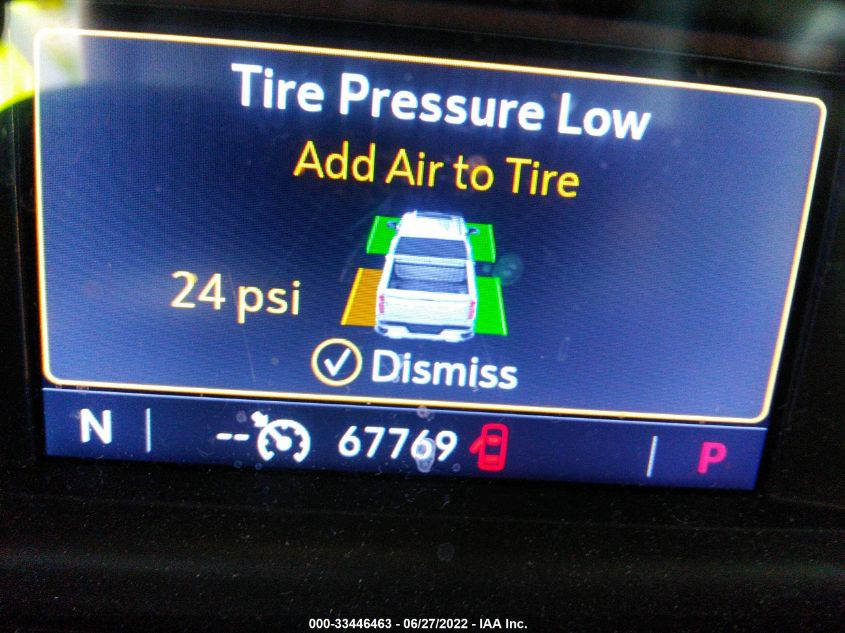 Tire Pressure Low
Add Air to Tire
24 psi
Dismiss
N -- 67769 P
000-33446463 - 06/27/2022 - IAA Inc.